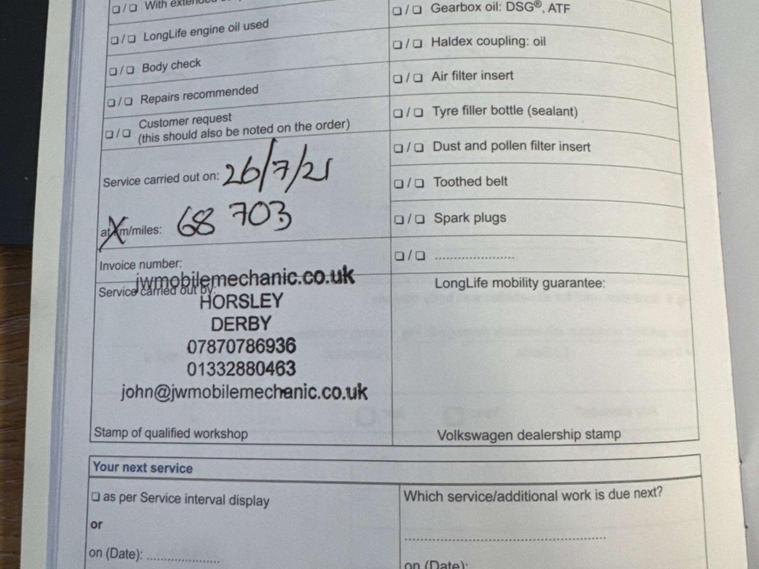 ❏/❏ With
❏/❏ LongLife engine oil used
❏/❏ Body check
❏/❏ Repairs recommended
❏/❏ Customer request
(this should also be noted on the order)
Service carried out on: 26/7/21
at km/miles: 68 703
Invoice number:
Service carried out by:
jwmobilemechanic.co.uk
HORSLEY
DERBY
07870786936
01332880463
john@jwmobilemechanic.co.uk
Stamp of qualified workshop
❏/❏ Gearbox oil: DSG®, ATF
❏/❏ Haldex coupling: oil
❏/❏ Air filter insert
❏/❏ Tyre filler bottle (sealant)
❏/❏ Dust and pollen filter insert
❏/❏ Toothed belt
❏/❏ Spark plugs
❏/❏ ......................
LongLife mobility guarantee:
Volkswagen dealership stamp
Your next service
❏ as per Service interval display
or
on (Date): ....................
Which service/additional work is due next?
......................................................
on (Date):